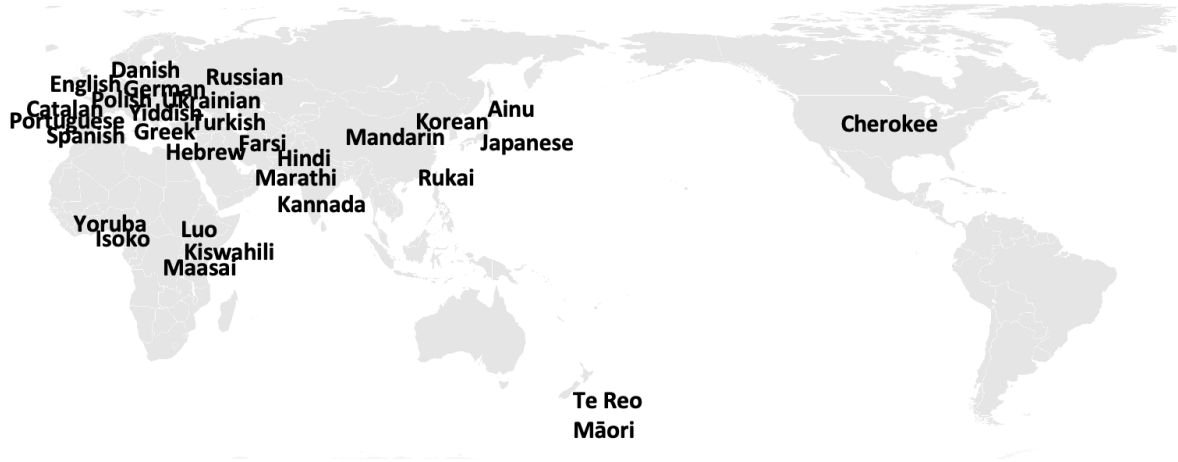 Danish
English
German
Russian
Polish
Ukrainian
Catalan
Yiddish
Portuguese
Turkish
Spanish
Greek
Hebrew
Farsi
Hindi
Marathi
Kannada
Mandarin
Korean
Ainu
Japanese
Rukai
Cherokee
Yoruba
Isoko
Luo
Kiswahili
Maasai
Te Reo
Māori